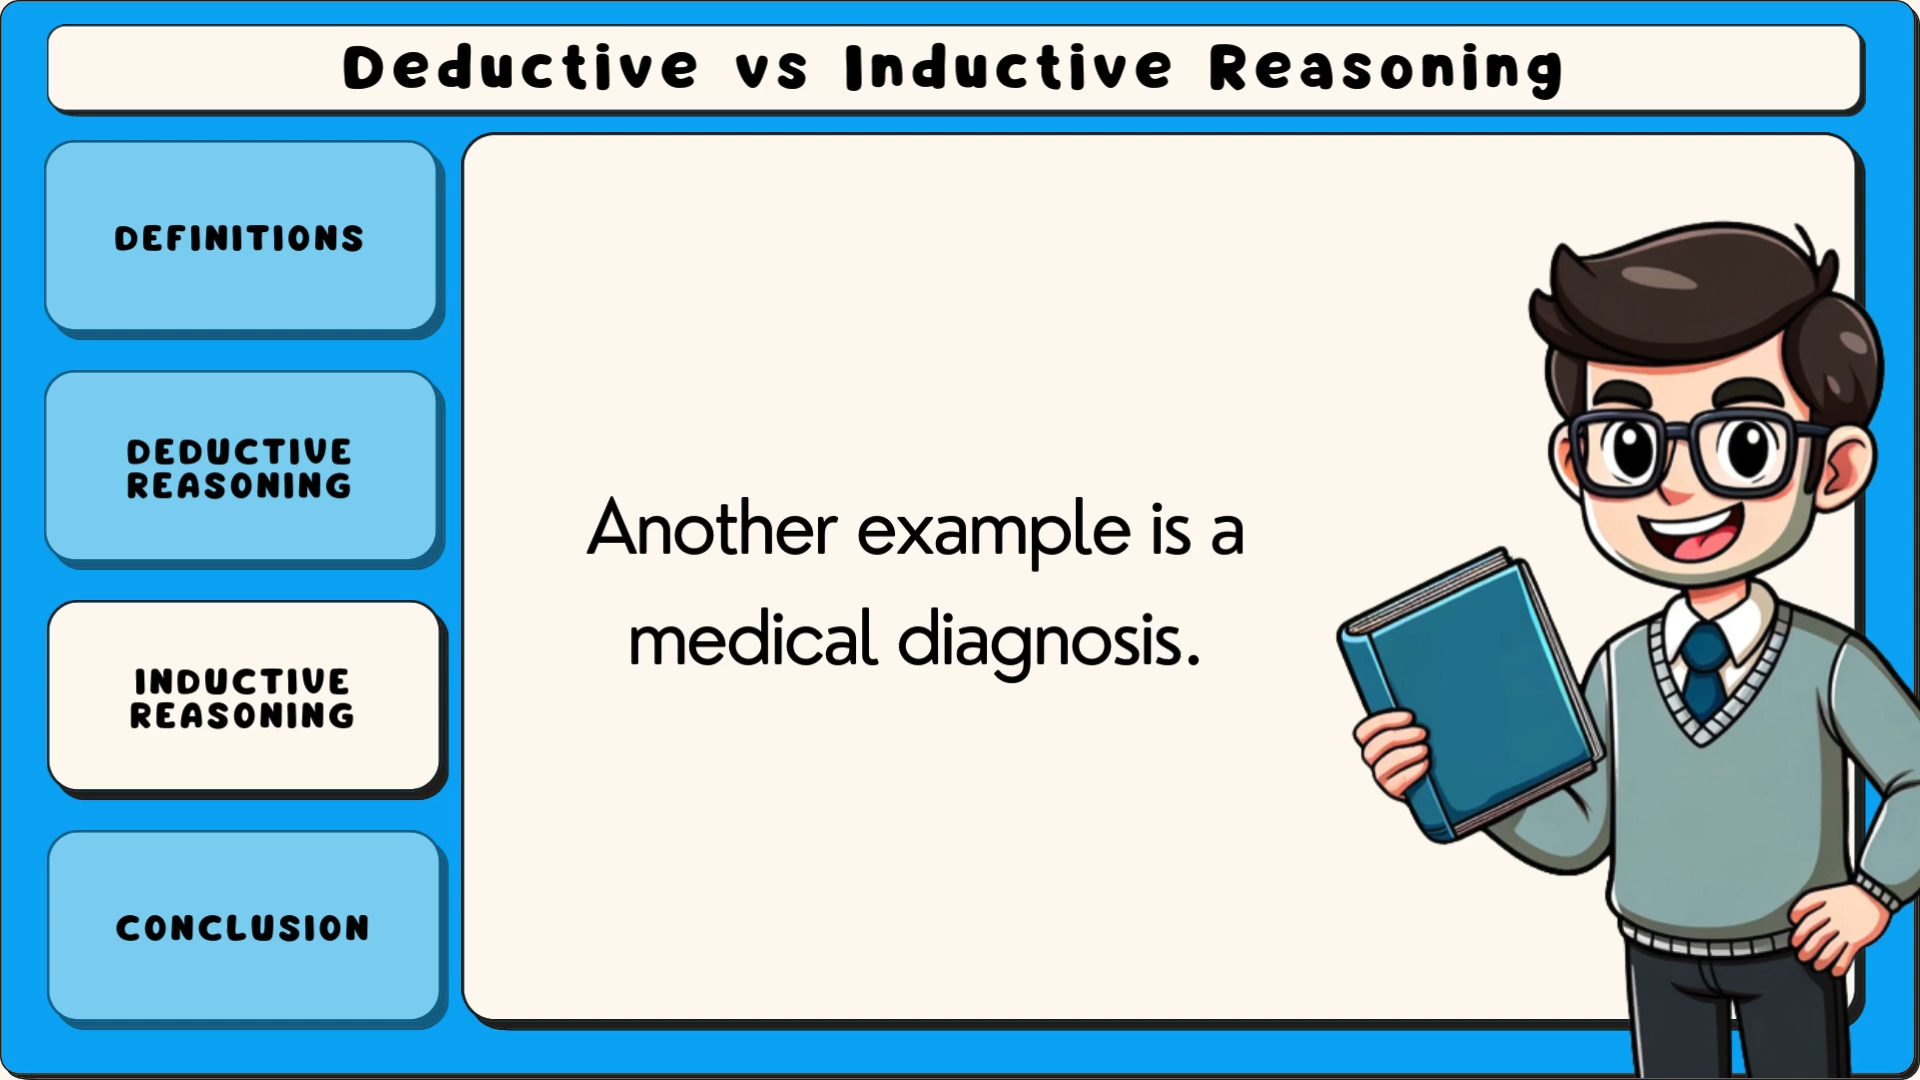 Deductive vs Inductive Reasoning
DEFINITIONS
DEDUCTIVE
REASONING
INDUCTIVE
REASONING
CONCLUSION
Another example is a
medical diagnosis.